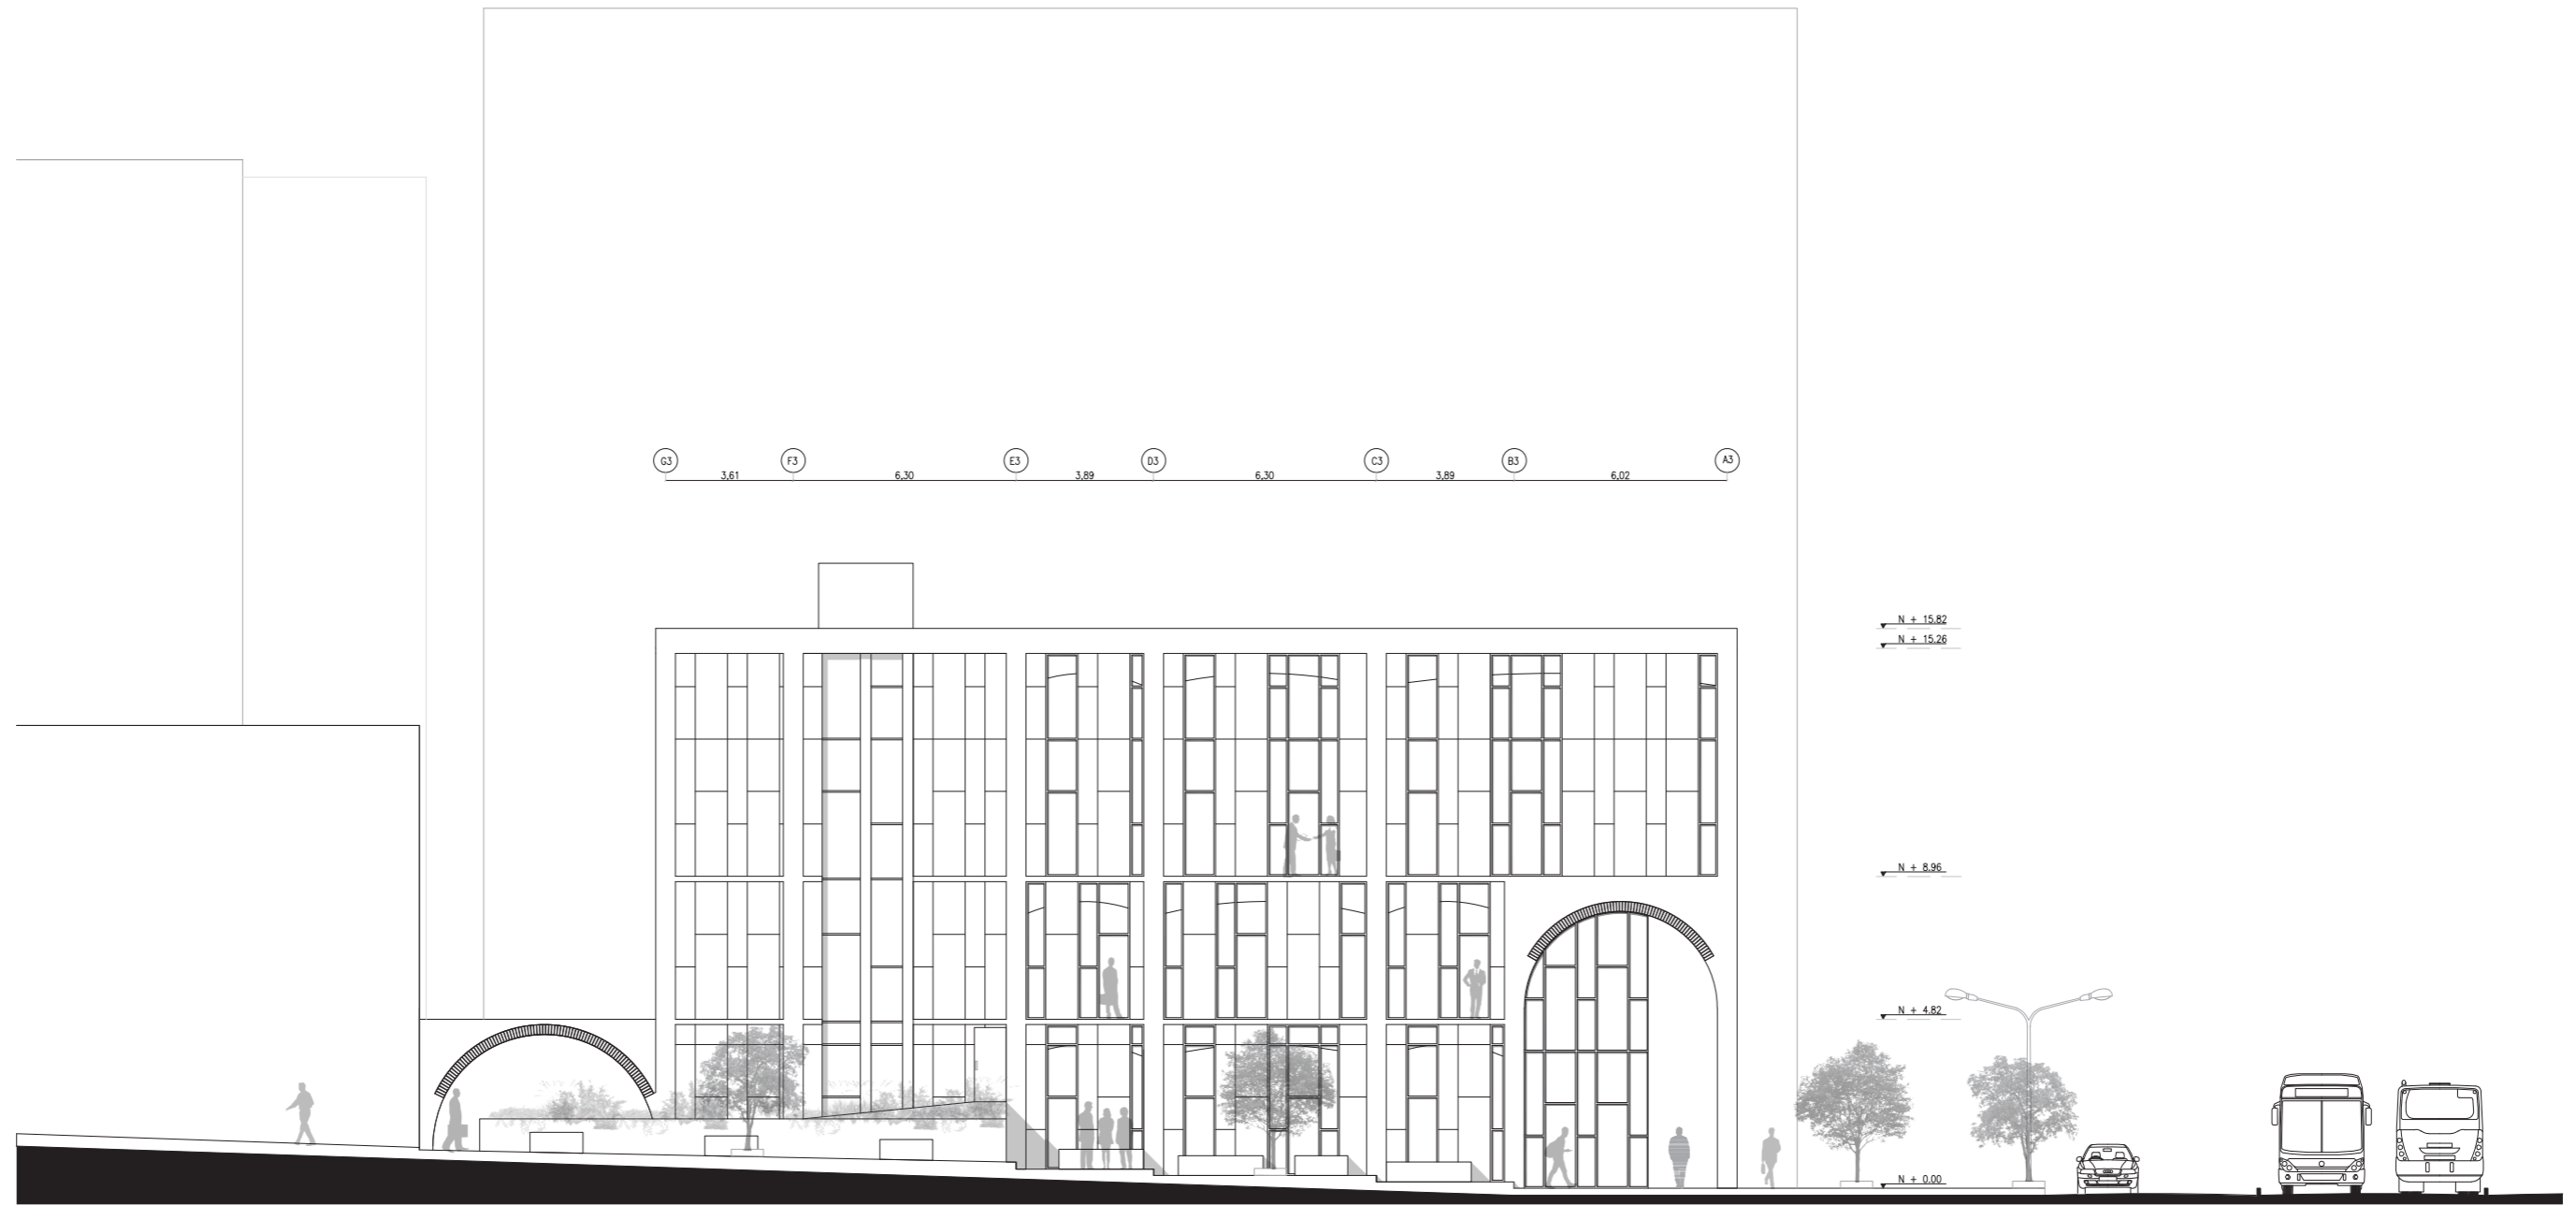 G3 F3 E3 D3 C3 B3 A3
3,61 6,30 3,89 6,30 3,89 6,02
N + 15.82
N + 15.26
N + 8.96
N + 4.82
N + 0.00